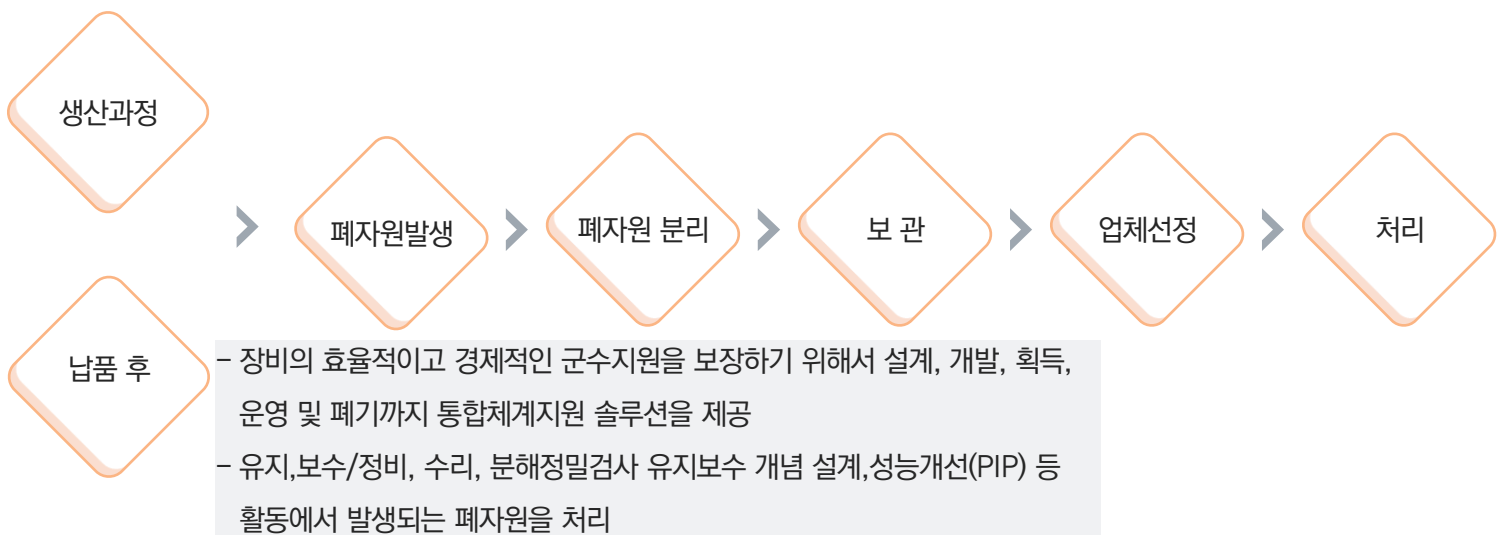 생산과정
폐자원발생
폐자원 분리
보 관
업체선정
처리
납품 후
- 장비의 효율적이고 경제적인 군수지원을 보장하기 위해서 설계, 개발, 획득,
운영 및 폐기까지 통합체계지원 솔루션을 제공
- 유지,보수/정비, 수리, 분해정밀검사 유지보수 개념 설계,성능개선(PIP) 등
활동에서 발생되는 폐자원을 처리